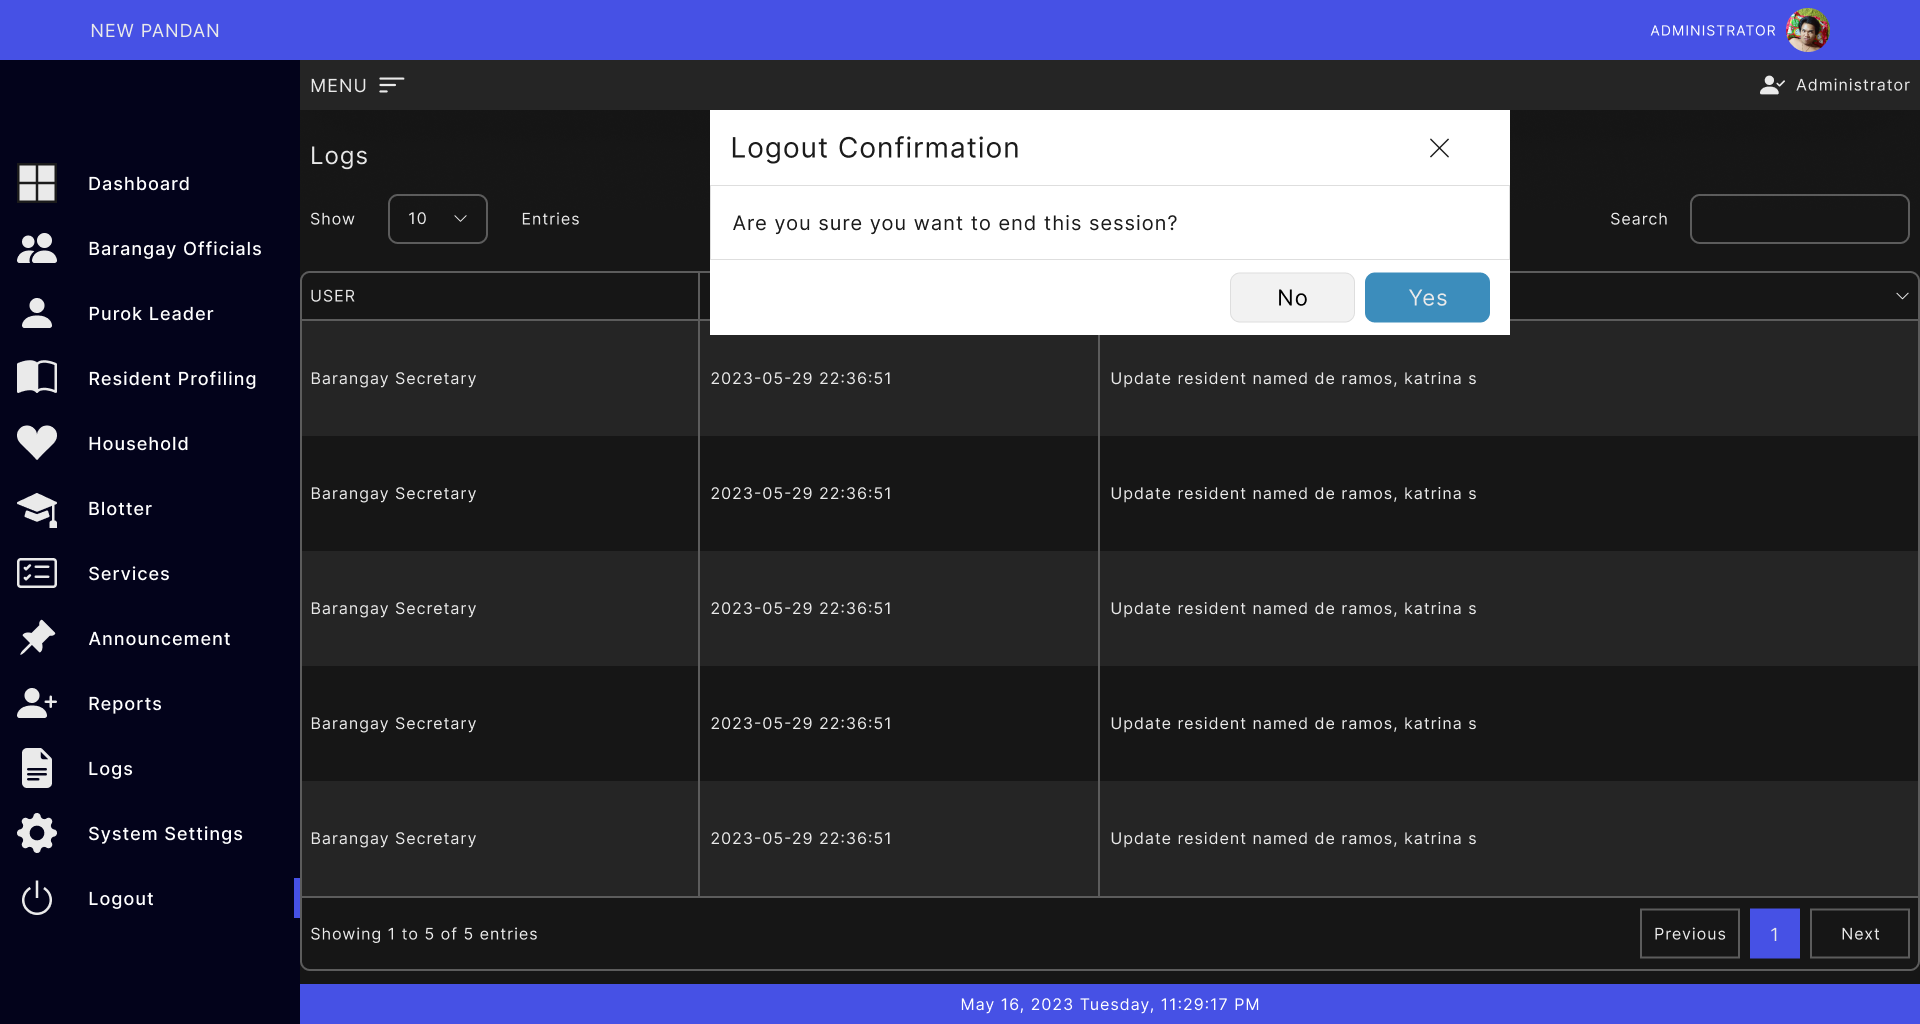 NEW PANDAN
ADMINISTRATOR
MENU
Administrator
Dashboard
Barangay Officials
Purok Leader
Resident Profiling
Household
Blotter
Services
Announcement
Reports
Logs
System Settings
Logout
Logs
Show 10 Entries
Search
Logout Confirmation
Are you sure you want to end this session?
No Yes
USER
Barangay Secretary 2023-05-29 22:36:51 Update resident named de ramos, katrina s
Barangay Secretary 2023-05-29 22:36:51 Update resident named de ramos, katrina s
Barangay Secretary 2023-05-29 22:36:51 Update resident named de ramos, katrina s
Barangay Secretary 2023-05-29 22:36:51 Update resident named de ramos, katrina s
Barangay Secretary 2023-05-29 22:36:51 Update resident named de ramos, katrina s
Showing 1 to 5 of 5 entries
Previous 1 Next
May 16, 2023 Tuesday, 11:29:17 PM